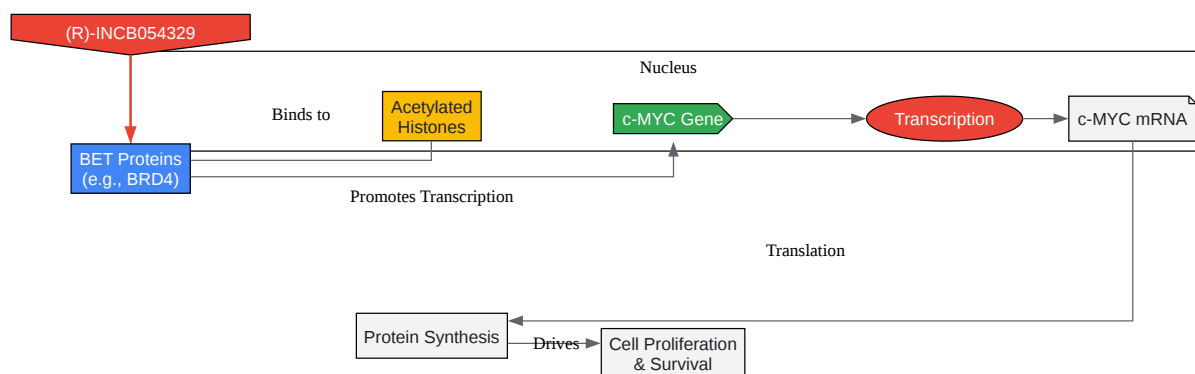 (R)-INCB054329
Nucleus
Binds to
Acetylated
Histones
c-MYC Gene
Transcription
c-MYC mRNA
BET Proteins
(e.g., BRD4)
Promotes Transcription
Translation
Protein Synthesis
Drives
Cell Proliferation
& Survival